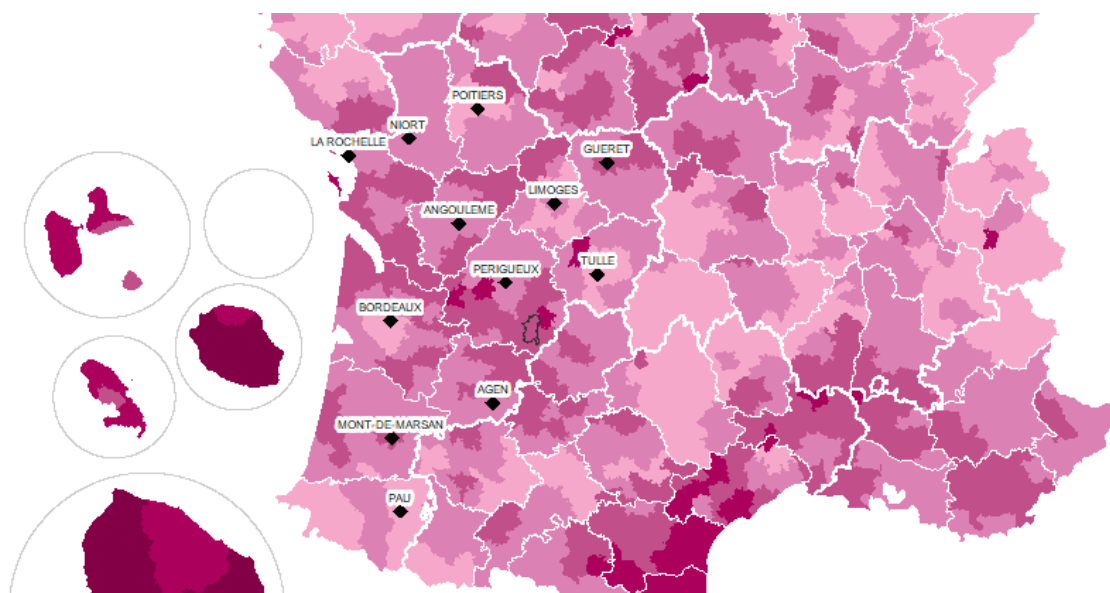 POITIERS
NIORT
LA ROCHELLE
GUERET
LIMOGES
ANGOULEME
TULLE
PERIGUEUX
BORDEAUX
AGEN
MONT-DE-MARSAN
PAU